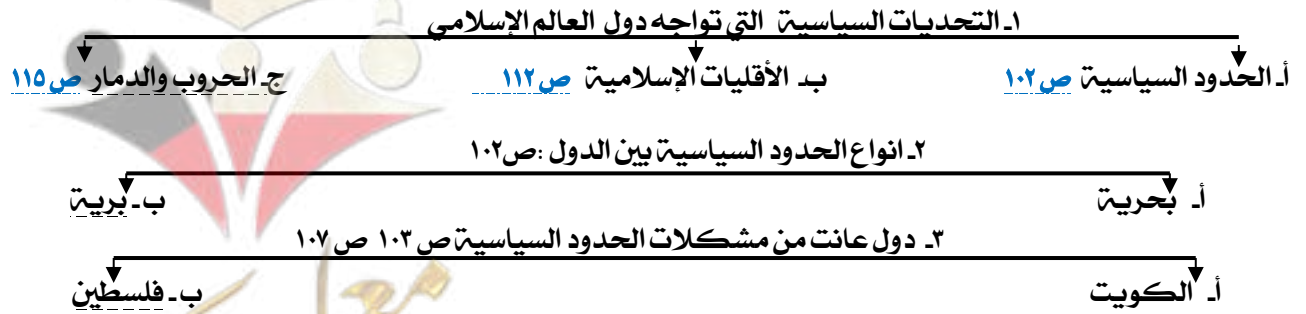 ١ـ التحديات السياسية التي تواجه دول العالم الإسلامي
أـ الحدود السياسية ص١٠٢ بـ الأقليات الإسلامية ص١١٢ جـ الحروب والدمار ص١١٥
٢ـ انواع الحدود السياسية بين الدول :ص١٠٢
أـ بحرية ب ـ برية
٣ـ دول عانت من مشكلات الحدود السياسية ص١٠٣ ص١٠٧
أـ الكويت ب ـ فلسطين